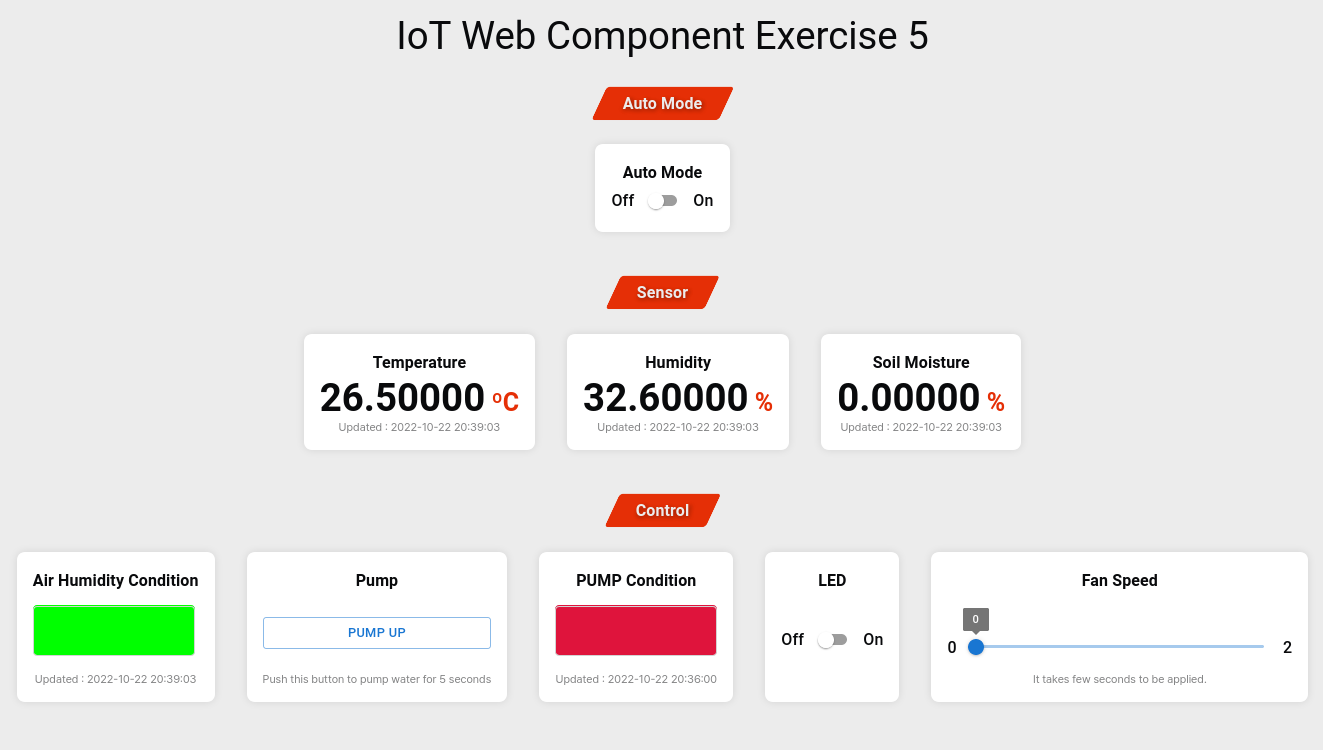 IoT Web Component Exercise 5
Auto Mode
Auto Mode
Off On
Sensor
Temperature
26.50000 ºC
Updated : 2022-10-22 20:39:03
Humidity
32.60000 %
Updated : 2022-10-22 20:39:03
Soil Moisture
0.00000 %
Updated : 2022-10-22 20:39:03
Control
Air Humidity Condition
Updated : 2022-10-22 20:39:03
Pump
PUMP UP
Push this button to pump water for 5 seconds
PUMP Condition
Updated : 2022-10-22 20:36:00
LED
Off On
Fan Speed
0
0 2
It takes few seconds to be applied.